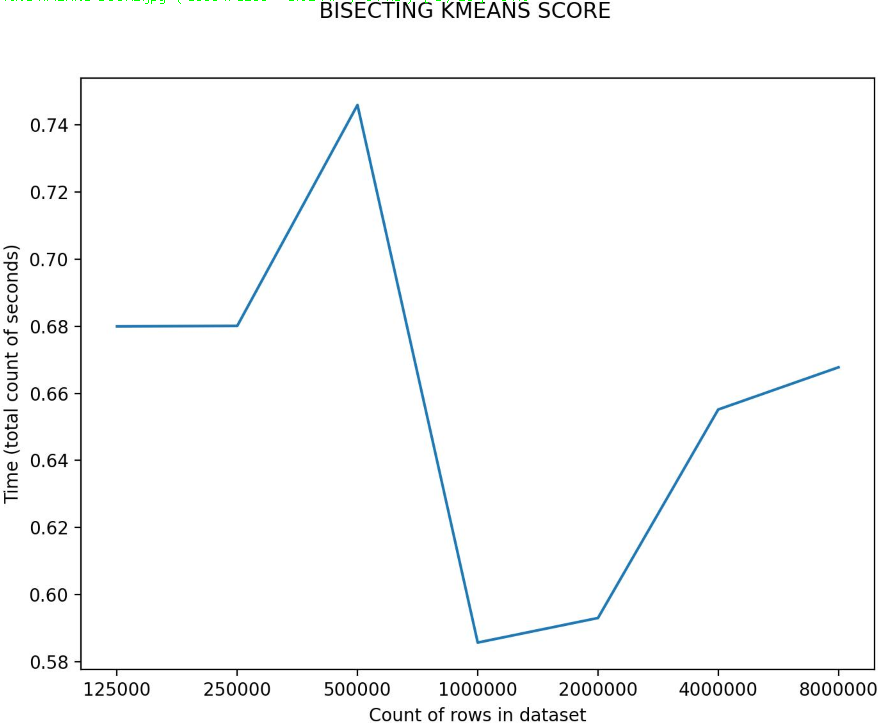 BISECTING KMEANS SCORE
0.74
0.72
0.70
0.68
0.66
0.64
0.62
0.60
0.58
Time (total count of seconds)
125000 250000 500000 1000000 2000000 4000000 8000000
Count of rows in dataset